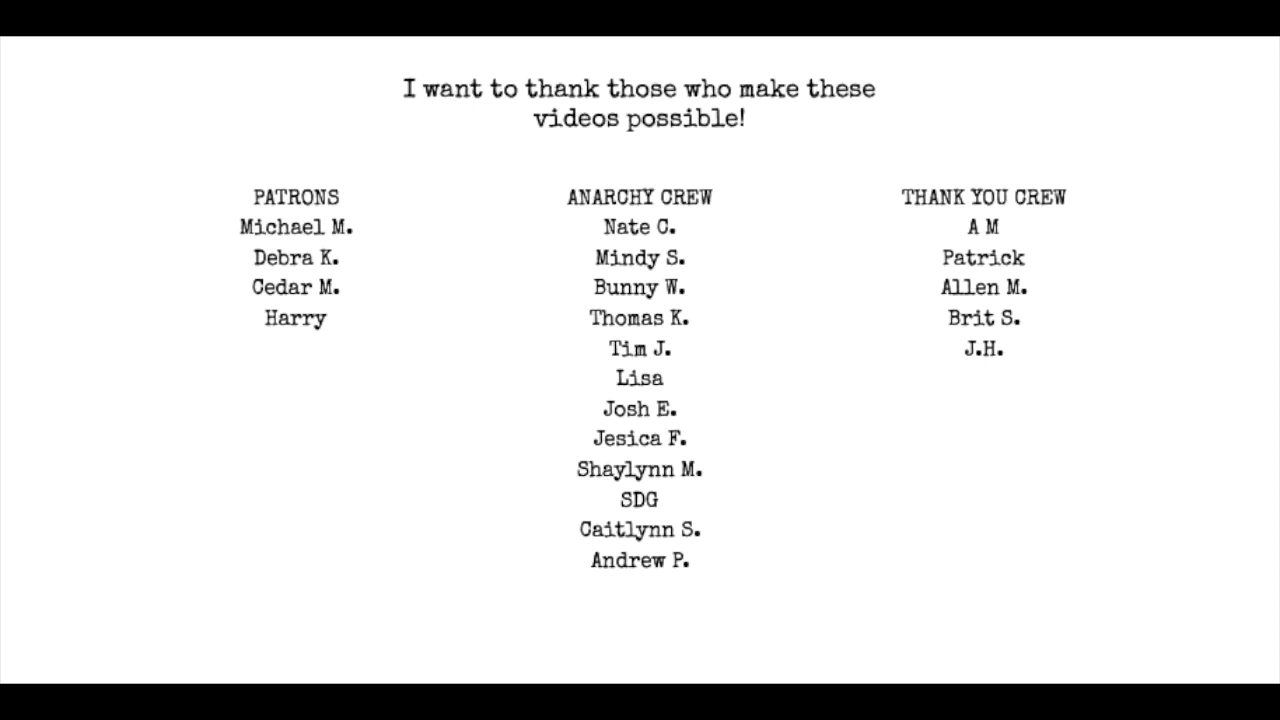 I want to thank those who make these
videos possible!
PATRONS
Michael M.
Debra K.
Cedar M.
Harry
ANARCHY CREW
Nate C.
Mindy S.
Bunny W.
Thomas K.
Tim J.
Lisa
Josh E.
Jesica F.
Shaylynn M.
SDG
Caitlynn S.
Andrew P.
THANK YOU CREW
A M
Patrick
Allen M.
Brit S.
J.H.